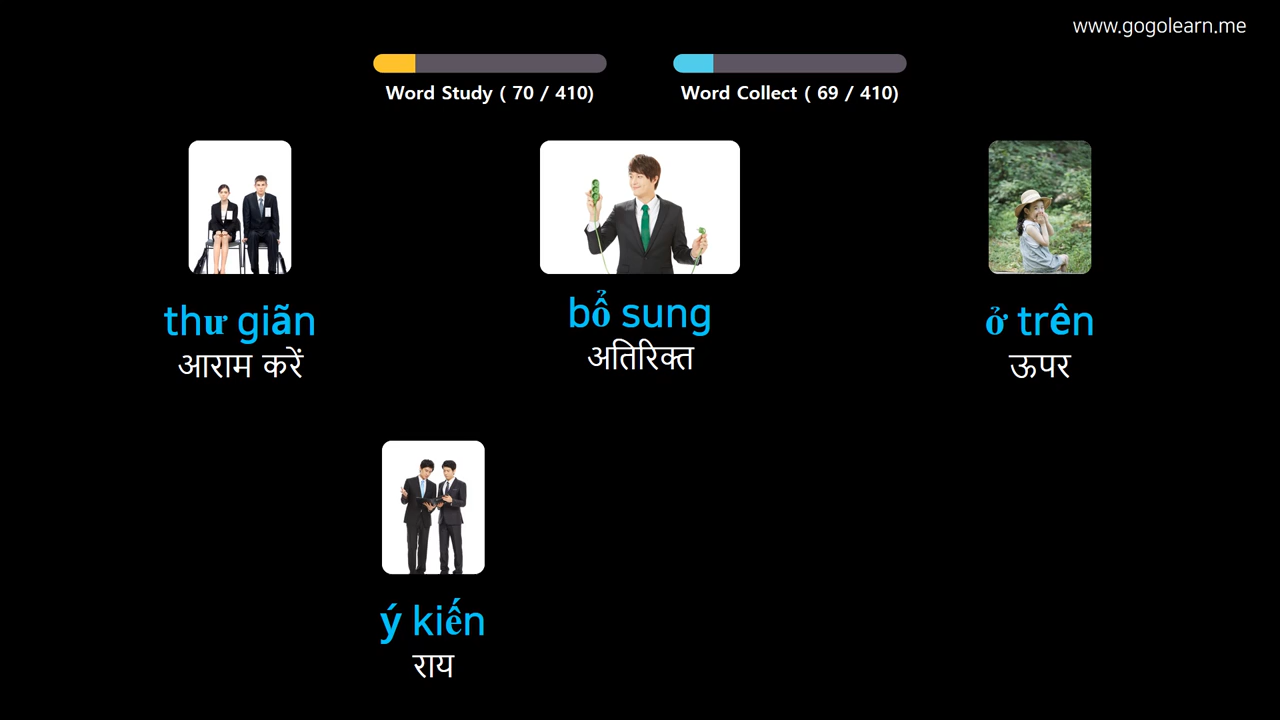 www.gogolearn.me
Word Study ( 70 / 410)
Word Collect ( 69 / 410)
thư giãn
आराम करें
bổ sung
अतिरिक्त
ở trên
ऊपर
ý kiến
राय